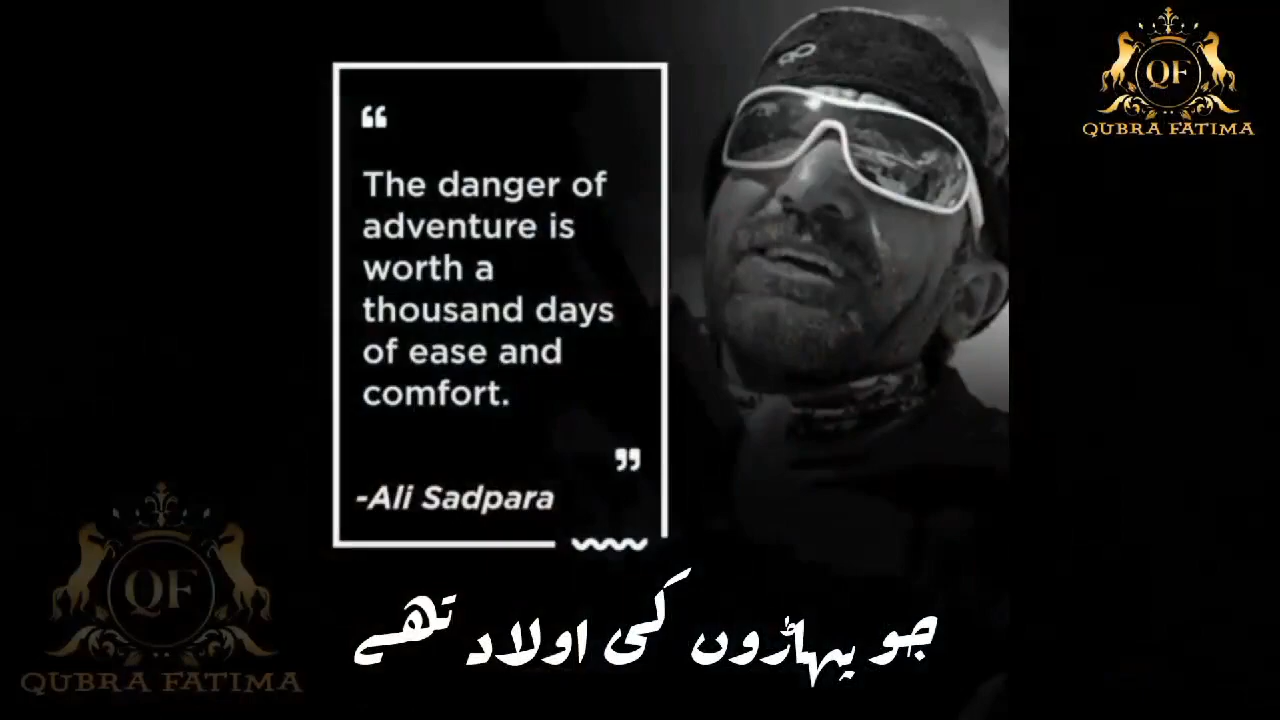 “
The danger of
adventure is
worth a
thousand days
of ease and
comfort.
”
-Ali Sadpara
جو پہاڑوں کی اولاد تھے
QF
QUBRA FATIMA
QF
QUBRA FATIMA